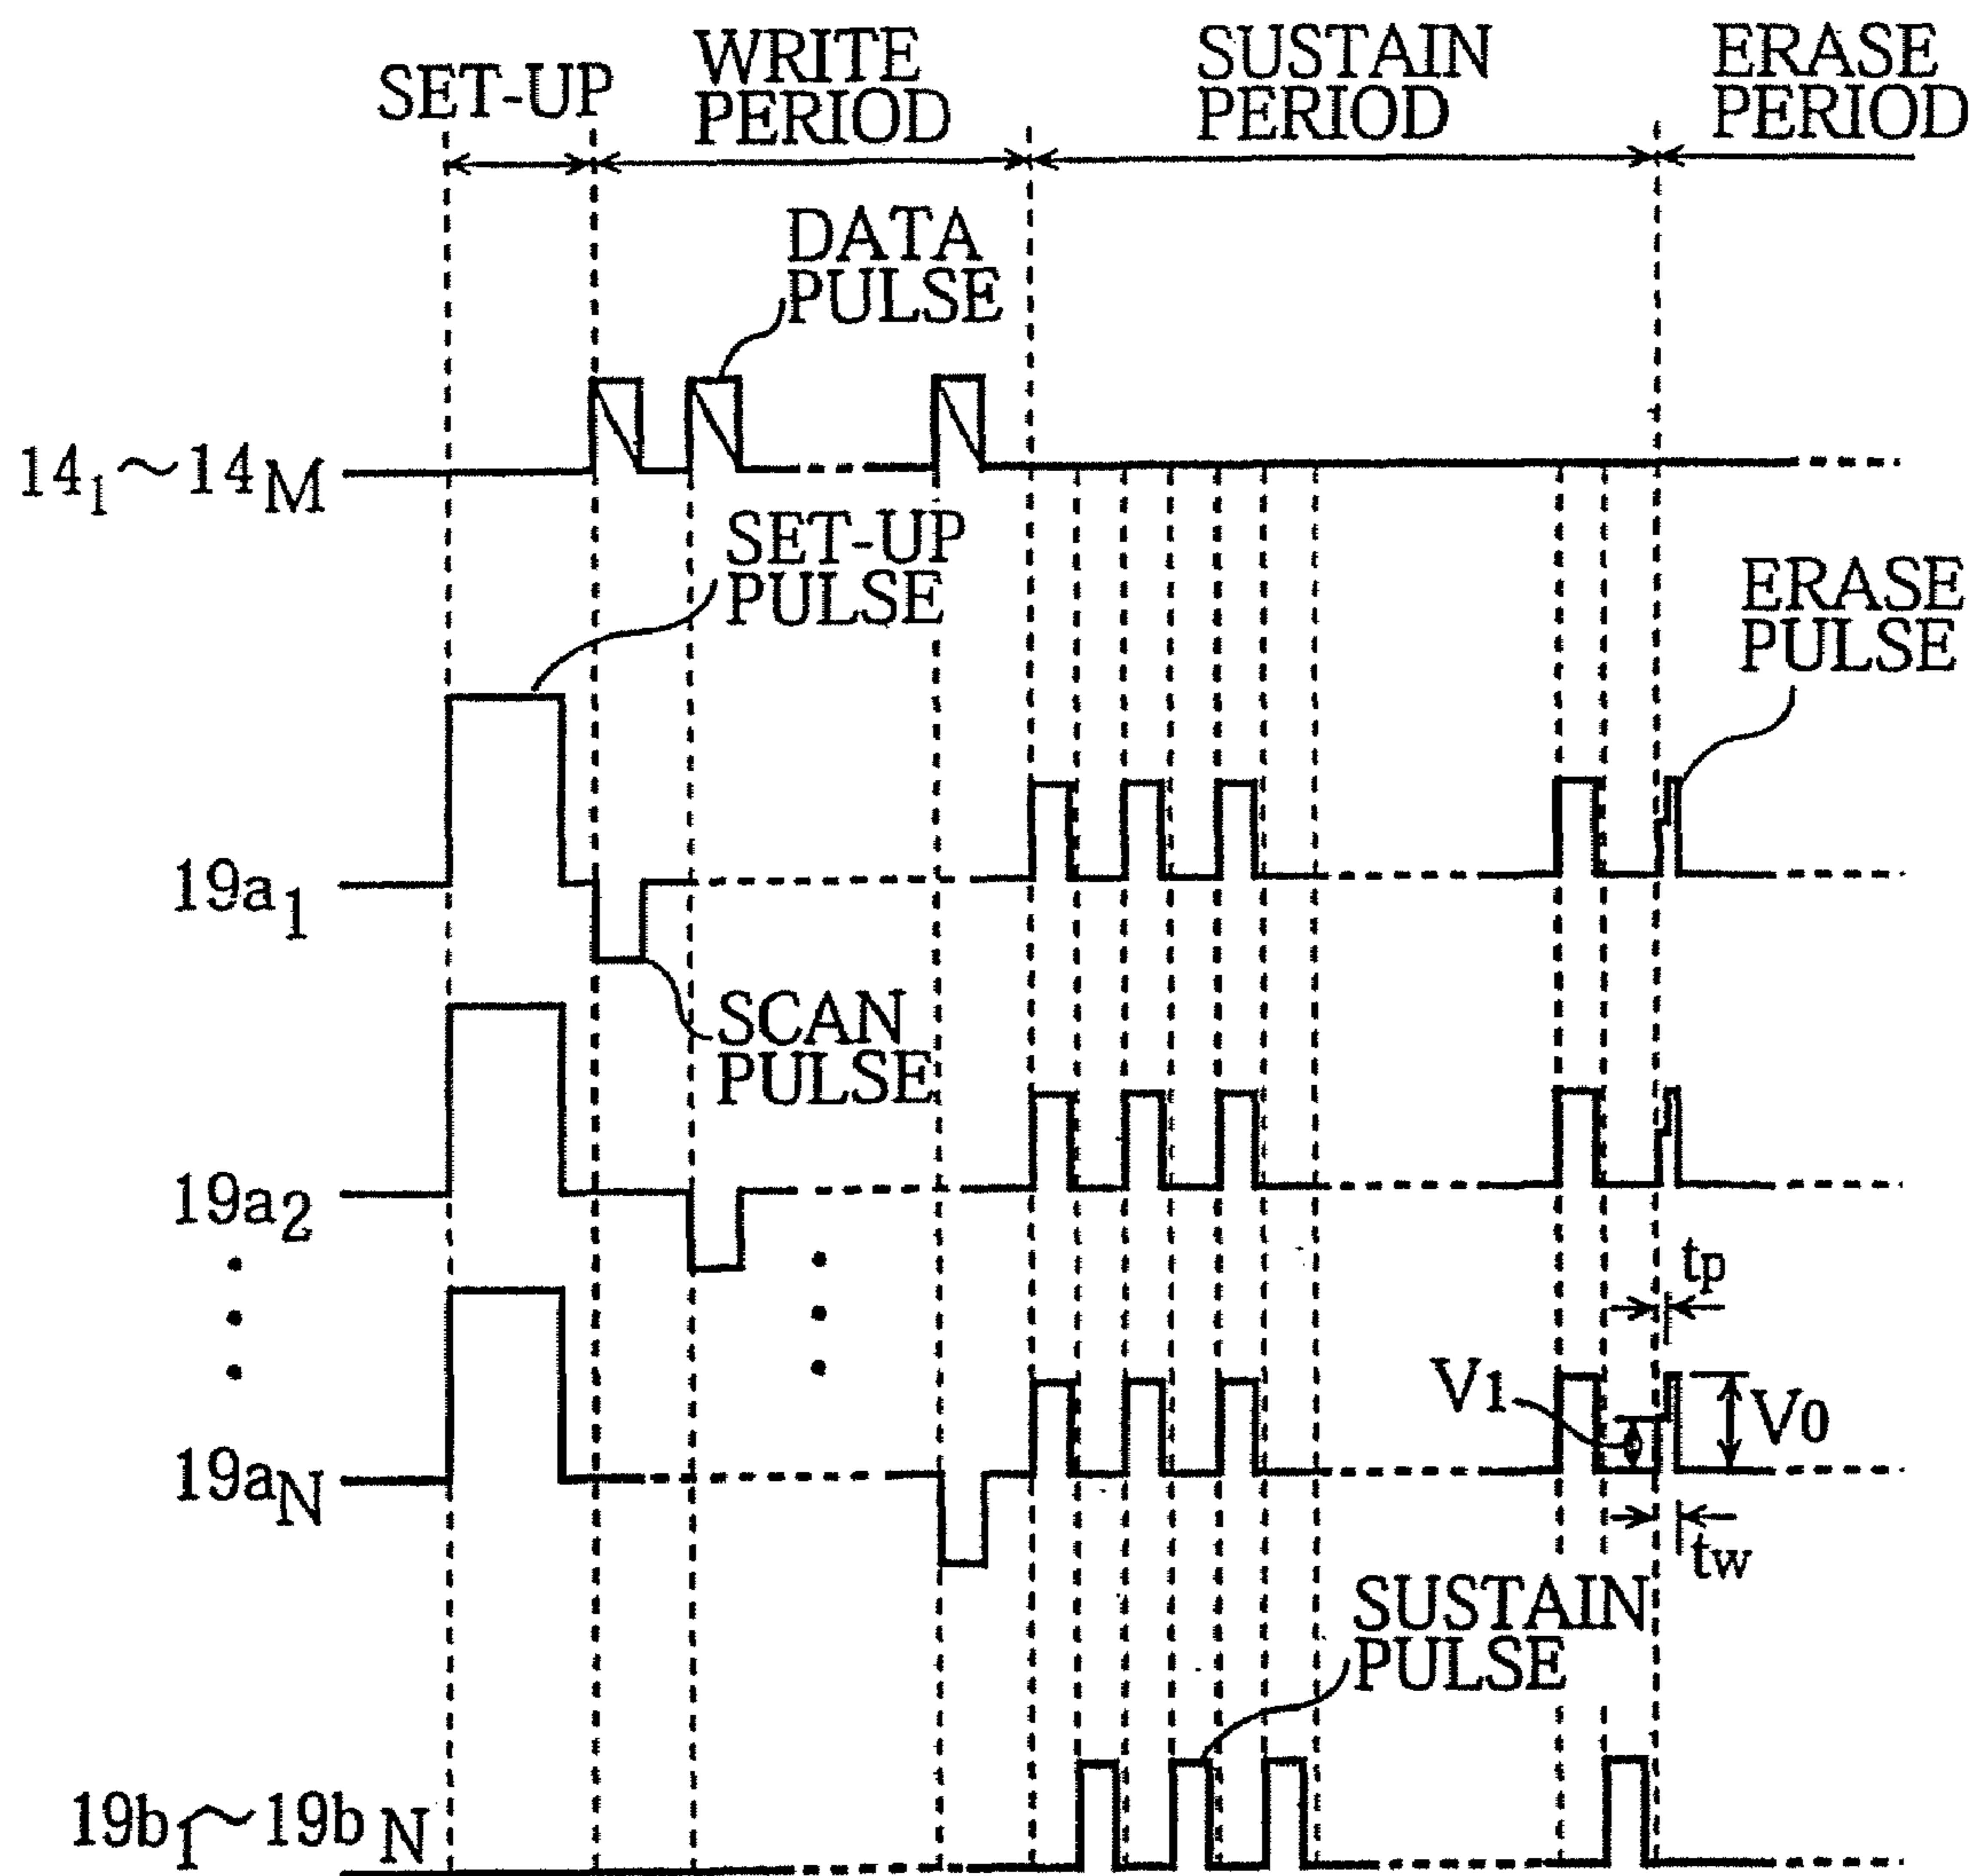 SET-UP
WRITE
PERIOD
SUSTAIN
PERIOD
ERASE
PERIOD
DATA
PULSE
14₁～14M
SET-UP
PULSE
ERASE
PULSE
19a₁
SCAN
PULSE
19a₂
tp
V1
V0
19aN
tw
SUSTAIN
PULSE
19b₁～19bN